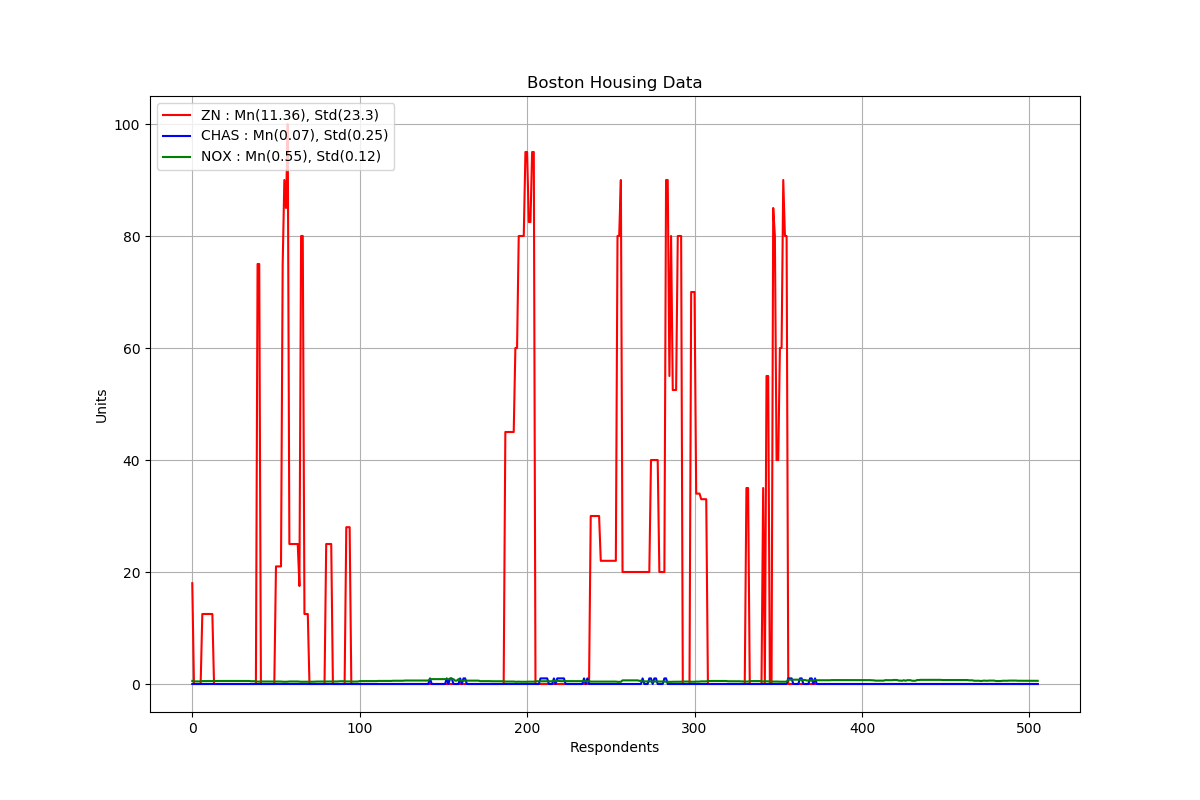 Boston Housing Data
ZN : Mn(11.36), Std(23.3)
CHAS : Mn(0.07), Std(0.25)
NOX : Mn(0.55), Std(0.12)
100
80
60
40
20
0
Units
0 100 200 300 400 500
Respondents